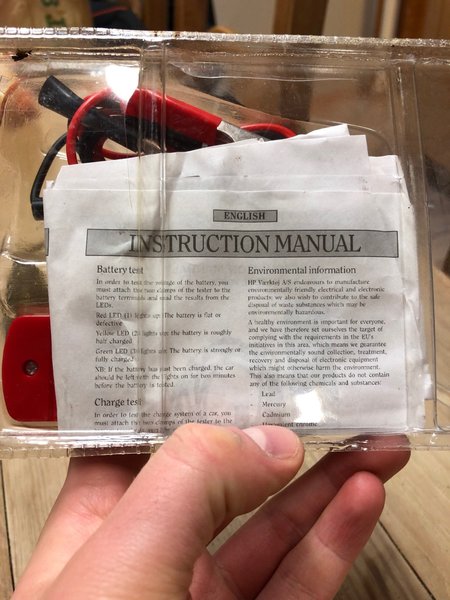 ENGLISH
INSTRUCTION MANUAL
Battery test
In order to test the voltage of the battery, you
must attach the two clamps of the tester to the
battery terminals and read the results from the
LEDs:
Red LED (1) lights up: The battery is flat or
defective
Yellow LED (2) lights up: the battery is roughly
half charged
Green LED (3) lights up: The battery is strongly or
fully charged
NB: If the battery has just been charged, the car
should be left with the lights on for two minutes
before the battery is tested.
Charge test
In order to test the charge system of a car, you
must attach the two clamps of the tester to the
Environmental information
HP Værktøj A/S endeavours to manufacture
environmentally friendly electrical and electronic
products; we also wish to contribute to the safe
disposal of waste substances which may be
environmentally hazardous.
A healthy environment is important for everyone,
and we have therefore set ourselves the target of
complying with the requirements in the EU's
initiatives in this area, which means we guarantee
the environmentally sound collection, treatment,
recovery and disposal of electronic equipment
which might otherwise harm the environment.
This also means that our products do not contain
any of the following chemicals and substances:
- Lead
- Mercury
- Cadmium